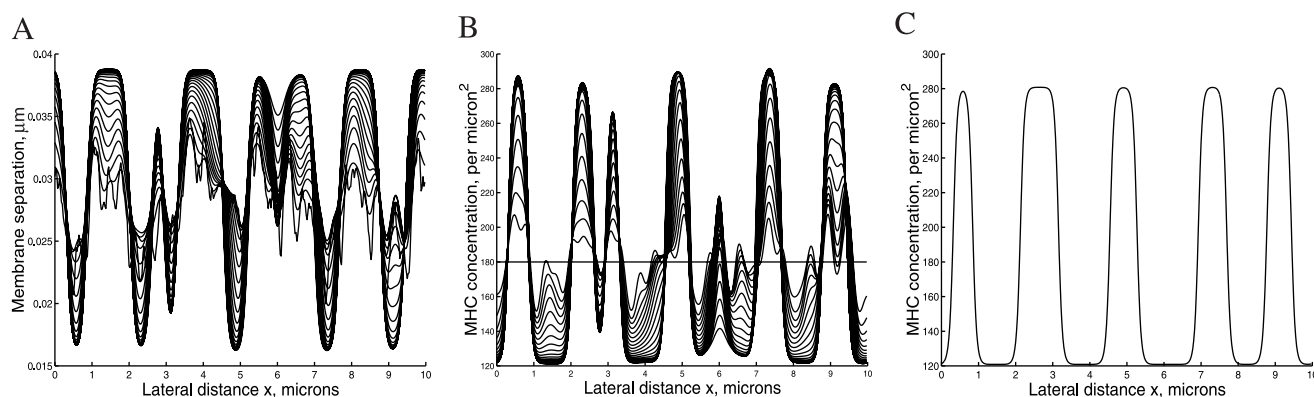 A
0.04
0.035
0.03
0.025
0.02
0.015
0 1 2 3 4 5 6 7 8 9 10
Membrane separation, μm
Lateral distance x, microns
B
300
280
260
240
220
200
180
160
140
120
0 1 2 3 4 5 6 7 8 9 10
MHC concentration, per micron²
Lateral distance x, microns
C
300
280
260
240
220
200
180
160
140
120
0 1 2 3 4 5 6 7 8 9 10
MHC concentration, per micron²
Lateral distance x, microns